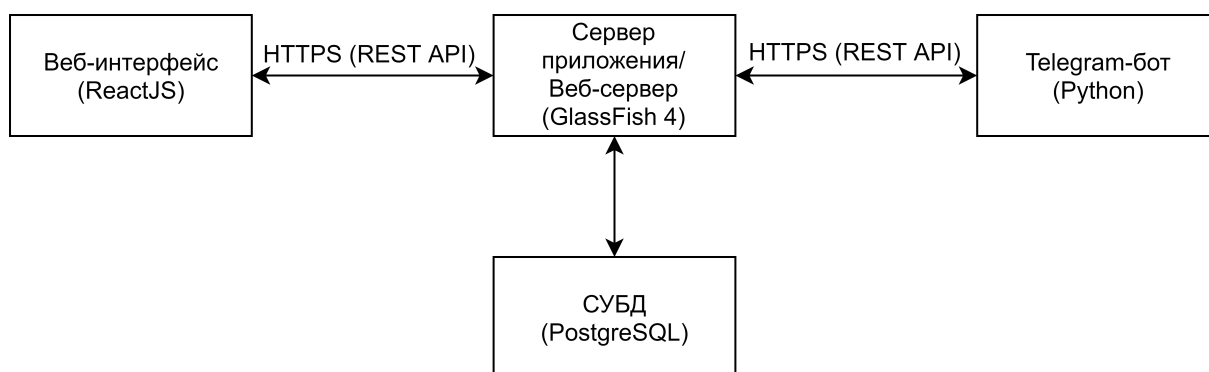 Веб-интерфейс
(ReactJS)
HTTPS (REST API)
Сервер
приложения/
Веб-сервер
(GlassFish 4)
HTTPS (REST API)
Telegram-бот
(Python)
СУБД
(PostgreSQL)